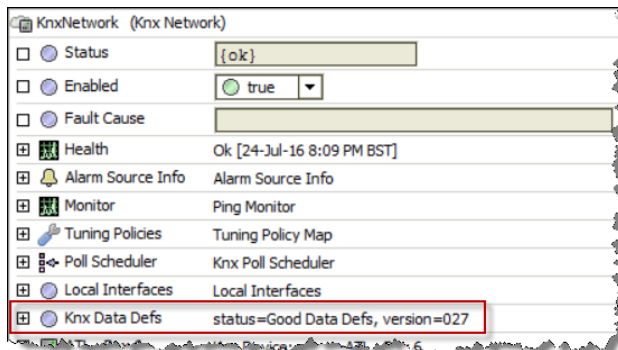 KnxNetwork (Knx Network)
Status {ok}
Enabled true
Fault Cause
Health Ok [24-Jul-16 8:09 PM BST]
Alarm Source Info Alarm Source Info
Monitor Ping Monitor
Tuning Policies Tuning Policy Map
Poll Scheduler Knx Poll Scheduler
Local Interfaces Local Interfaces
Knx Data Defs status=Good Data Defs, version=027